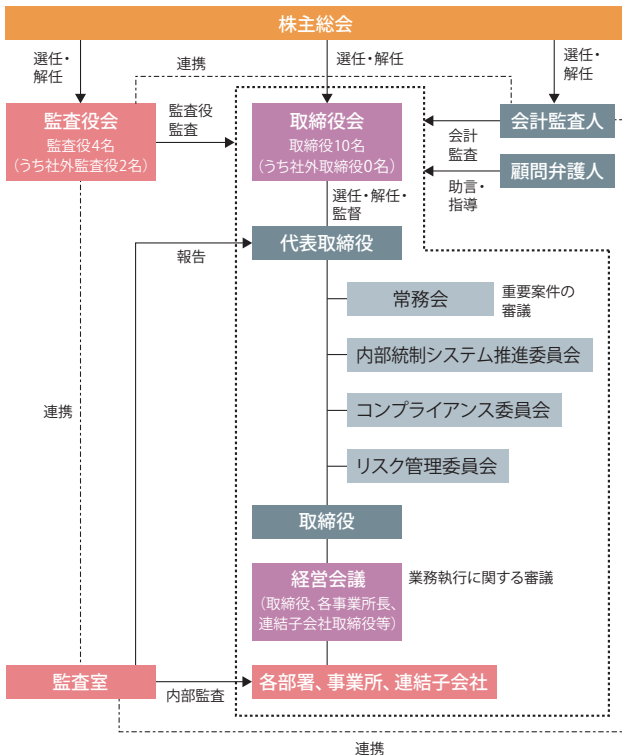 株主総会
選任・
解任
連携
選任・解任
選任・
解任
監査役会
監査役4名
(うち社外監査役2名)
監査役
監査
取締役会
取締役10名
(うち社外取締役0名)
会計監査人
会計
監査
顧問弁護人
助言・
指導
選任・解任・
監督
代表取締役
報告
常務会
重要案件の
審議
内部統制システム推進委員会
コンプライアンス委員会
連携
リスク管理委員会
取締役
経営会議
(取締役、各事業所長、
連結子会社取締役等)
業務執行に関する審議
監査室
内部監査
各部署、事業所、連結子会社
連携